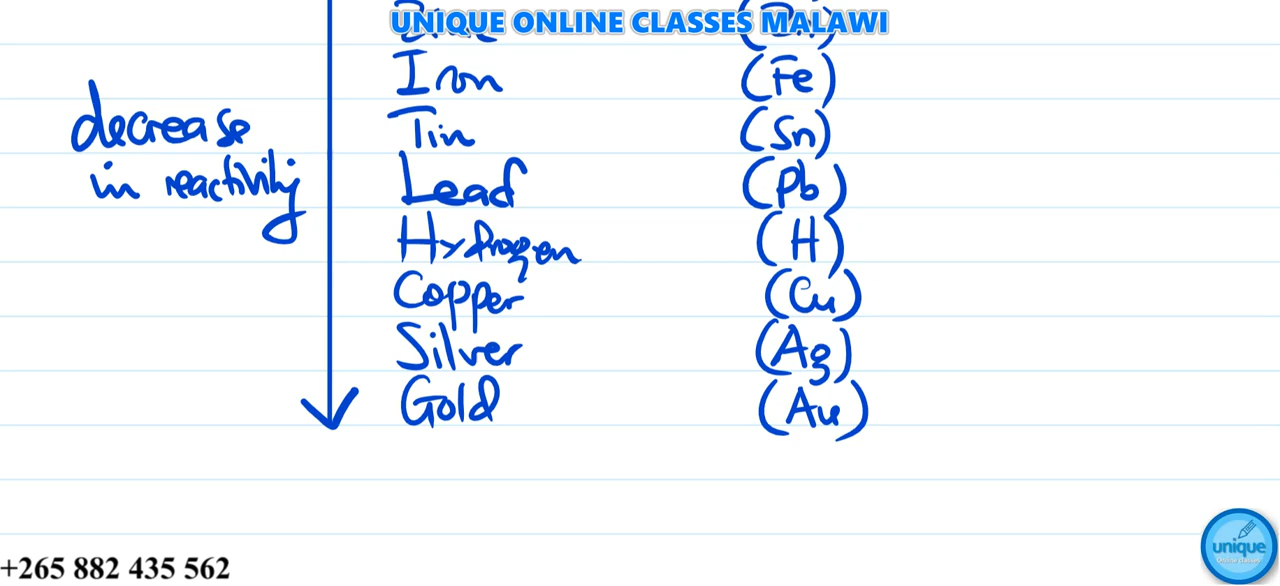 UNIQUE ONLINE CLASSES MALAWI
Iron (Fe)
decrease Tin (Sn)
in reactivity Lead (Pb)
Hydrogen (H)
Copper (Cu)
Silver (Ag)
Gold (Au)
unique
+265 882 435 562